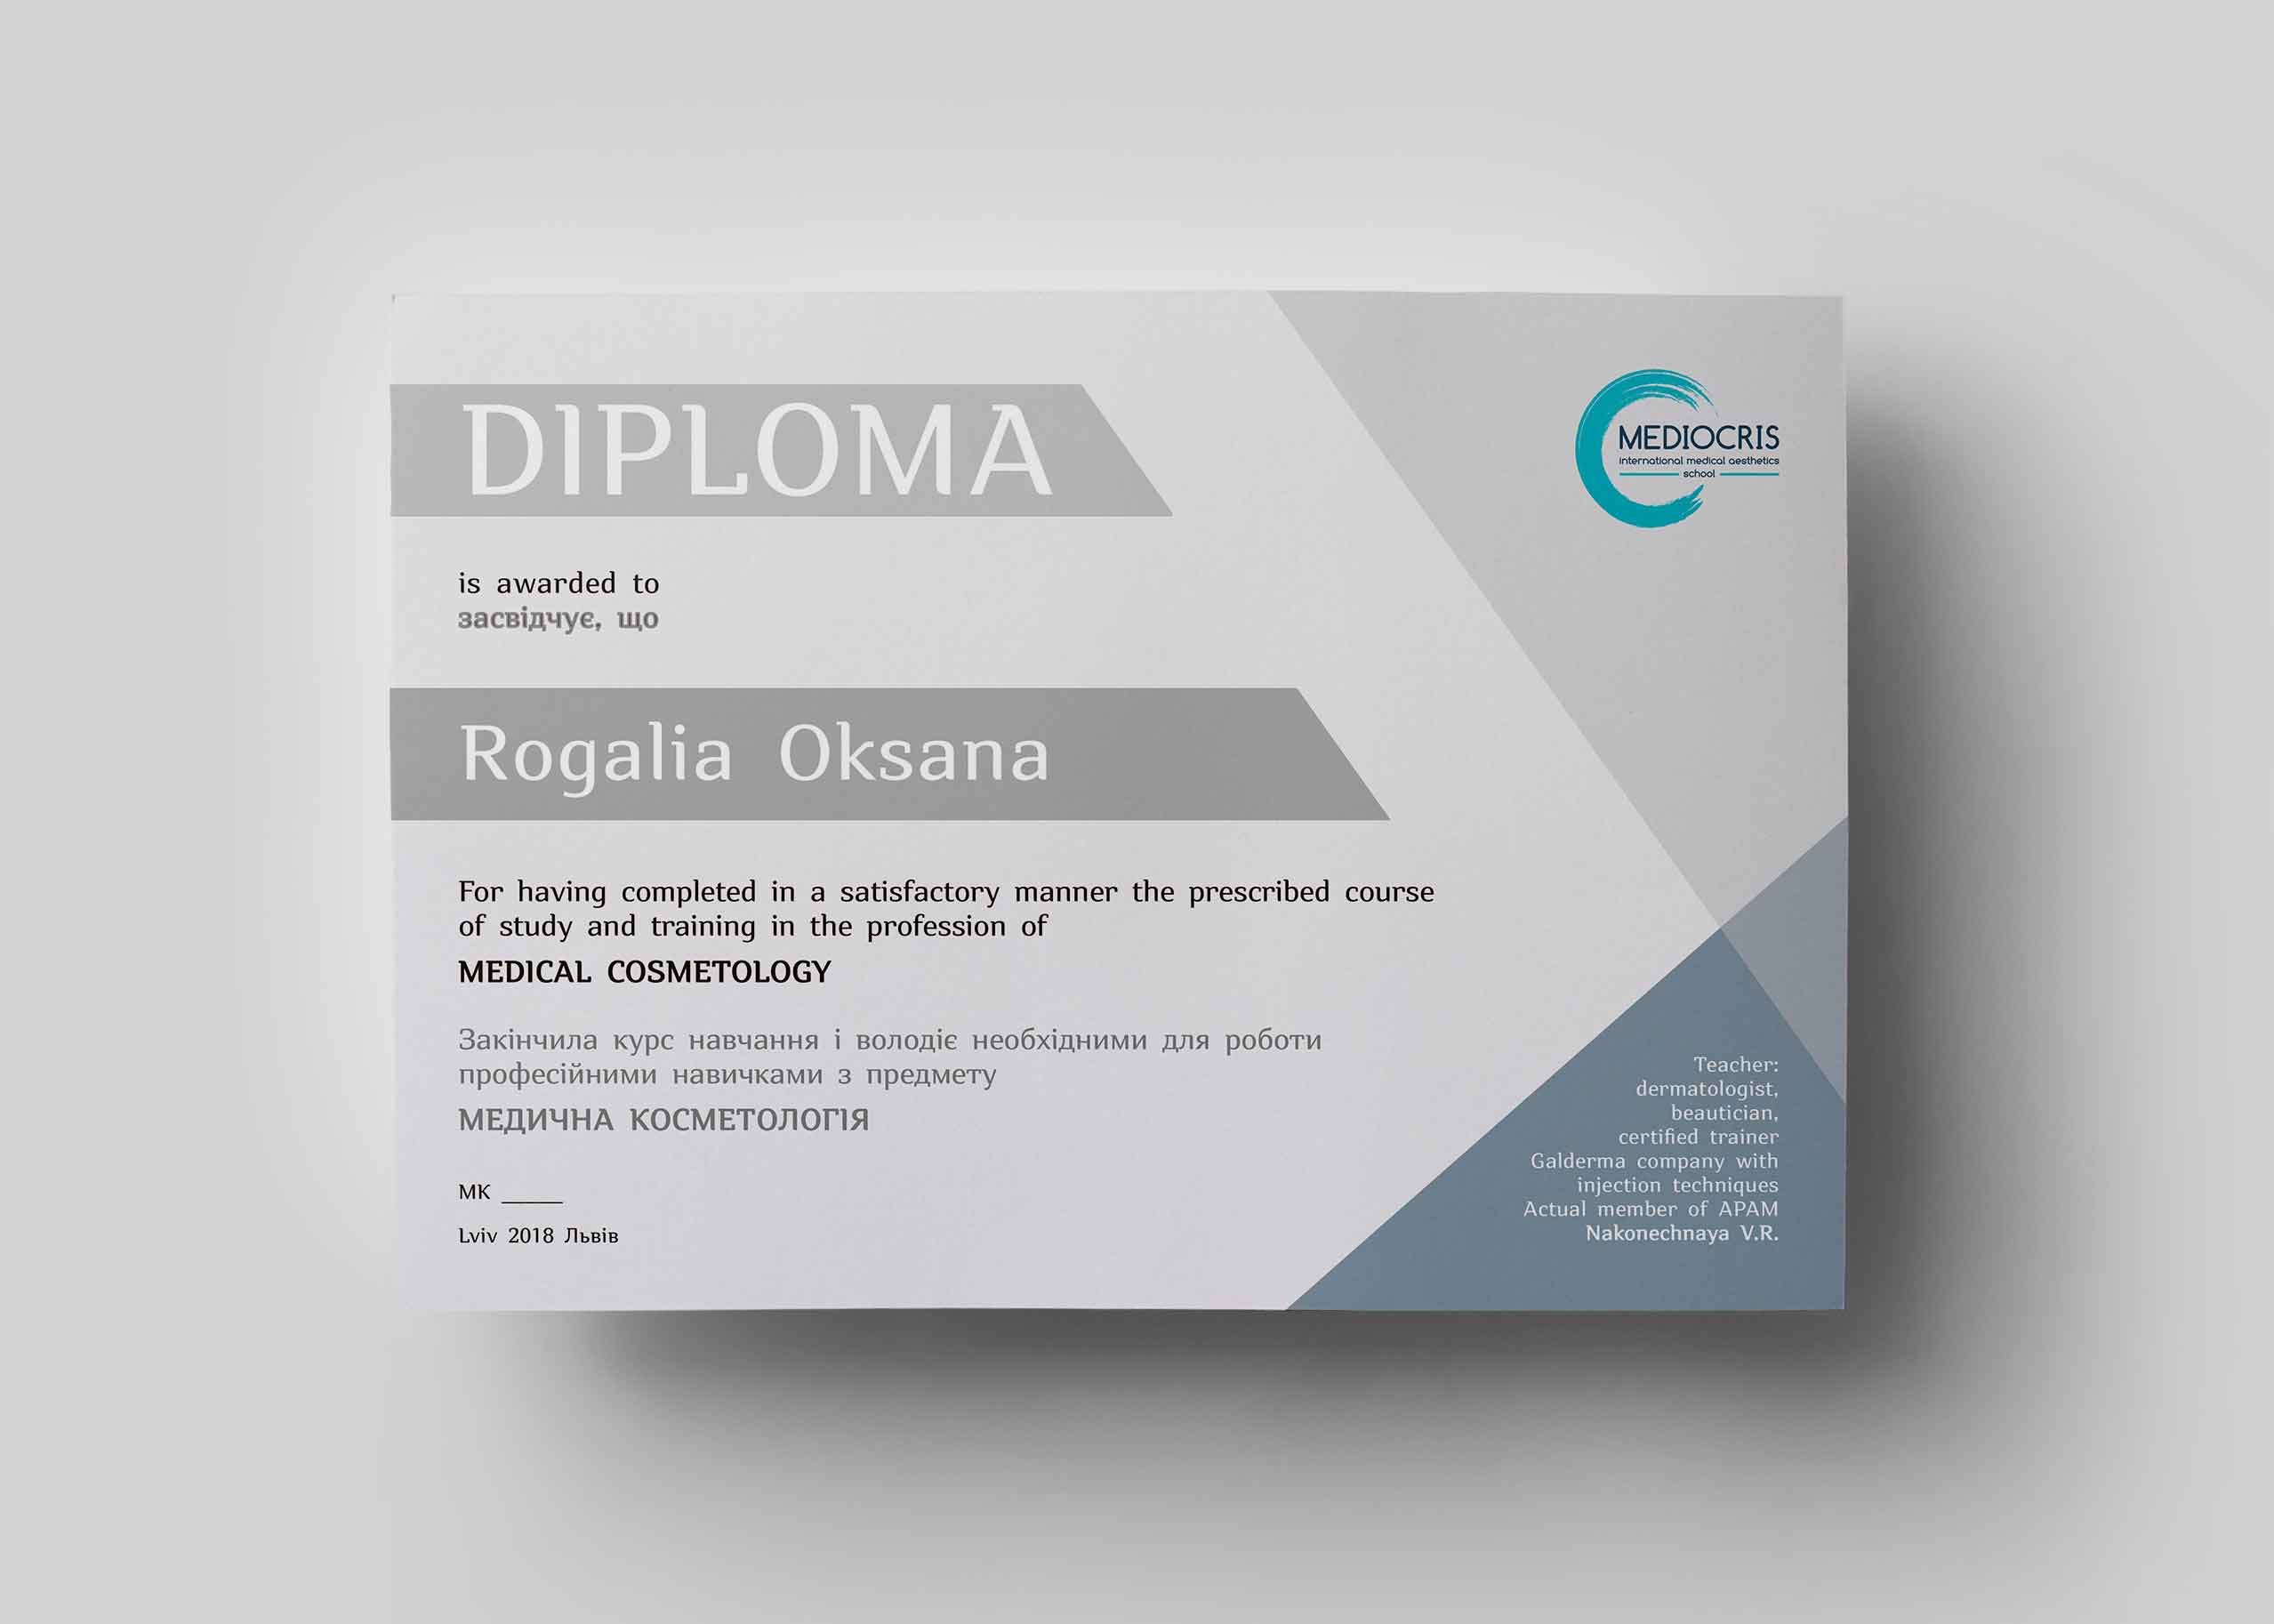 DIPLOMA
MEDIOCRIS
international medical aesthetics
school
is awarded to
засвідчує, що
Rogalia Oksana
For having completed in a satisfactory manner the prescribed course
of study and training in the profession of
MEDICAL COSMETOLOGY
Закінчила курс навчання і володіє необхідними для роботи
професійними навичками з предмету
МЕДИЧНА КОСМЕТОЛОГІЯ
МК _____
Lviv 2018 Львів
Teacher:
dermatologist,
beautician,
certified trainer
Galderma company with
injection techniques
Actual member of APAM
Nakonechnaya V.R.